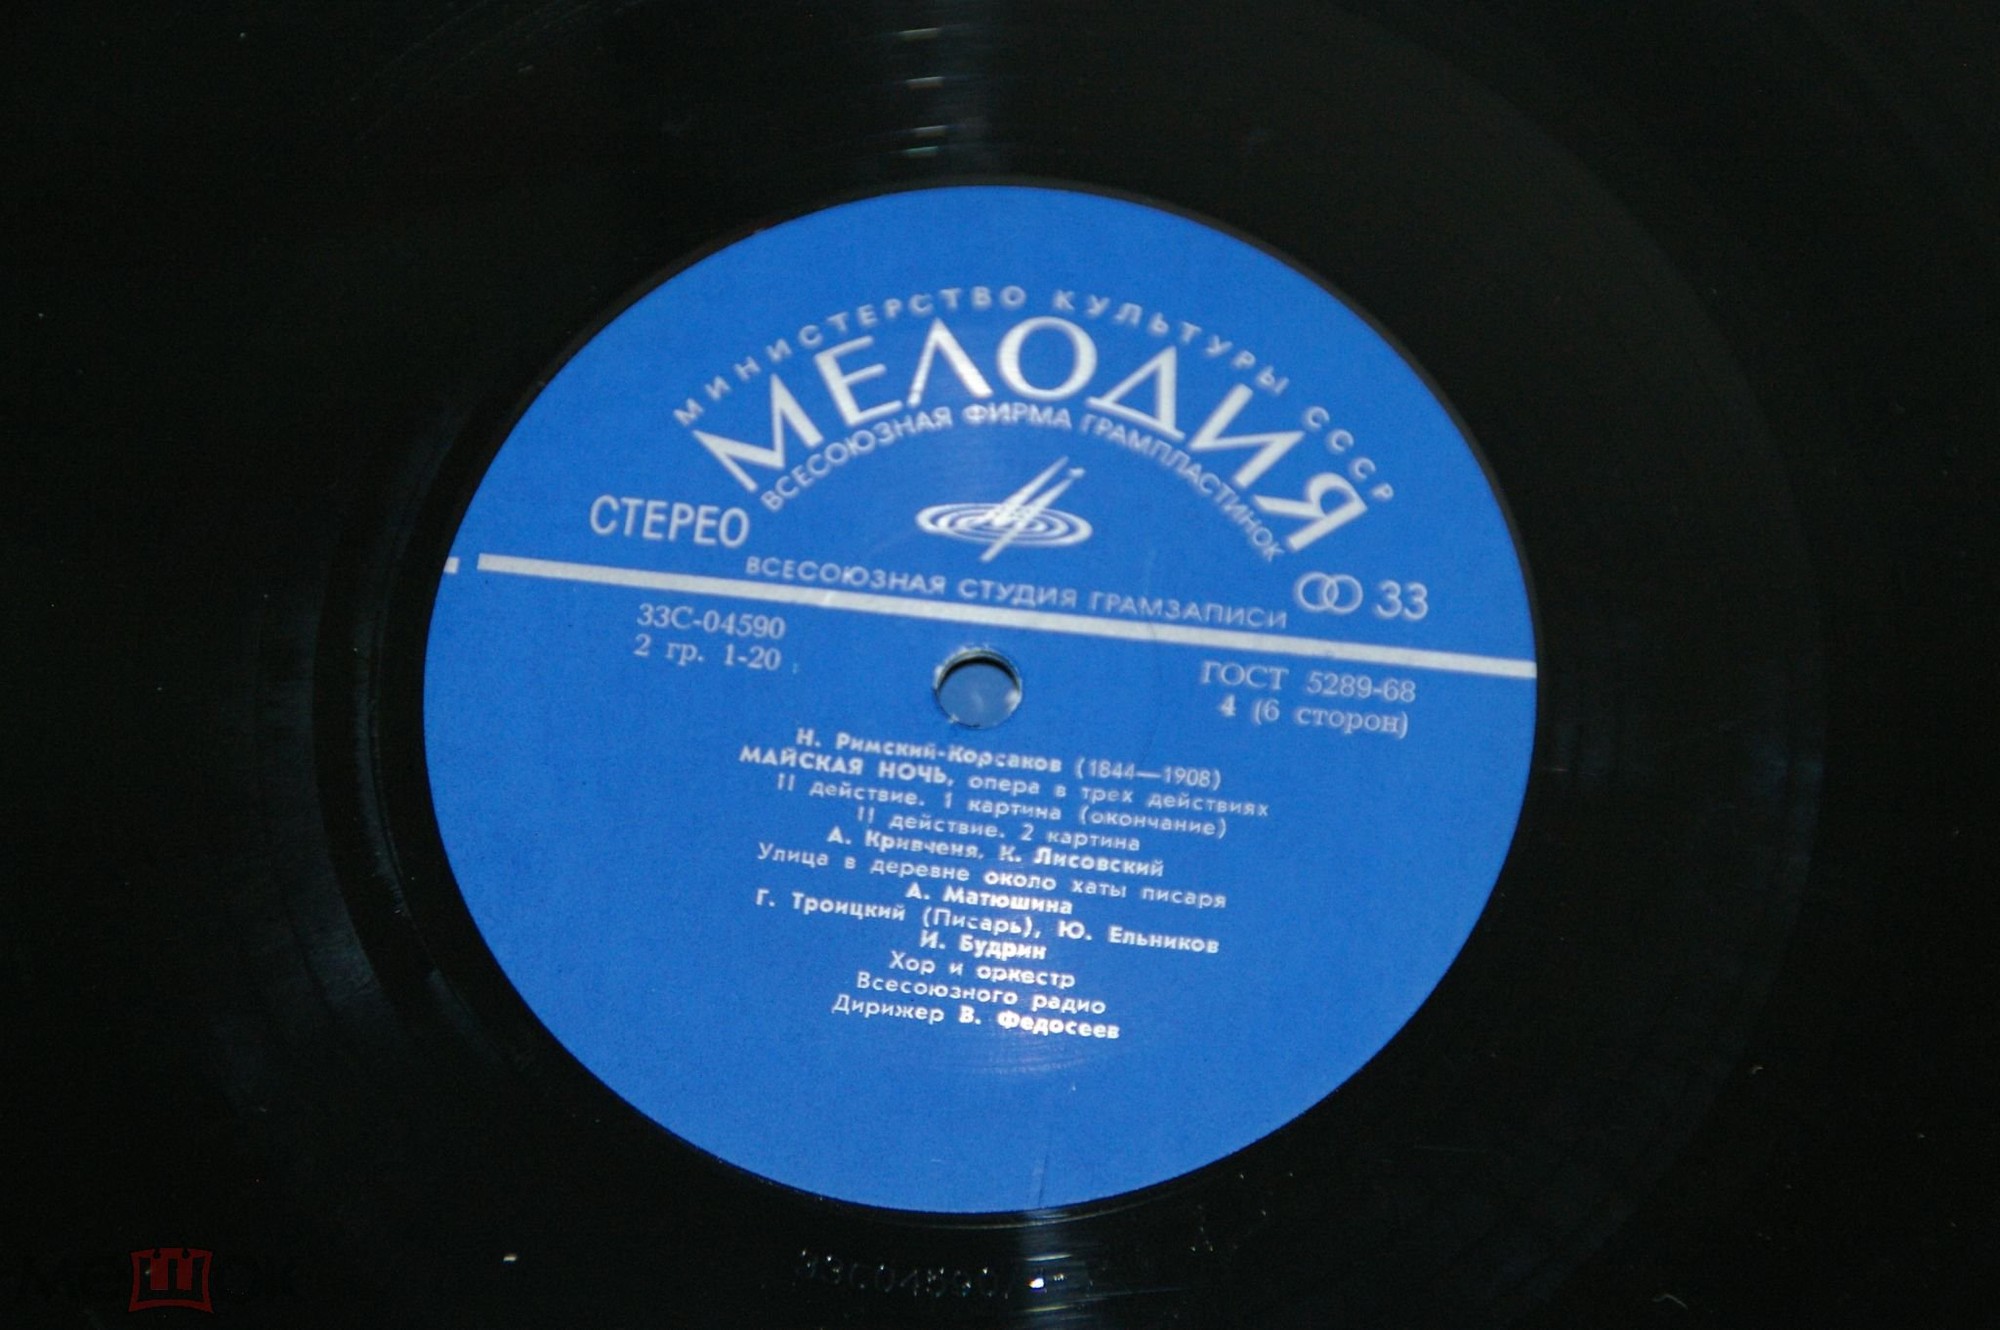 МИНИСТЕРСТВО КУЛЬТУРЫ СССР
МЕЛОДИЯ
ВСЕСОЮЗНАЯ ФИРМА ГРАМПЛАСТИНОК
СТЕРЕО
ВСЕСОЮЗНАЯ СТУДИЯ ГРАМЗАПИСИ
33
33С-04590
2 гр. 1-20
ГОСТ 5289-68
4 (6 сторон)
Н. Римский-Корсаков (1844—1908)
МАЙСКАЯ НОЧЬ, опера в трех действиях
II действие. 1 картина (окончание)
II действие. 2 картина
А. Кривченя, К. Лисовский
Улица в деревне около хаты писаря
А. Матюшина
Г. Троицкий (Писарь), Ю. Ельников
И. Будрин
Хор и оркестр
Всесоюзного радио
Дирижер В. Федосеев